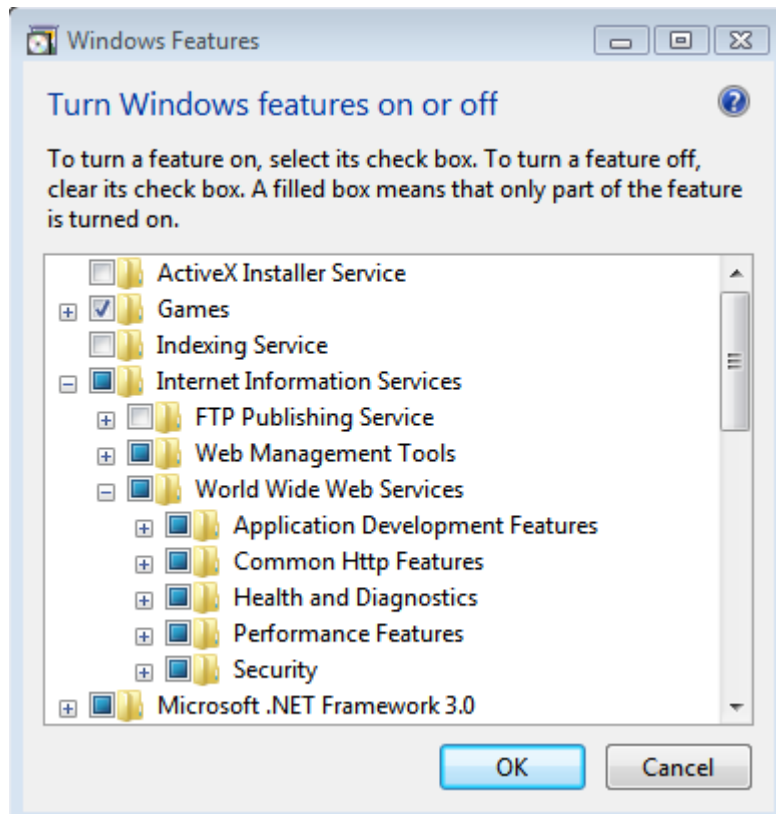 Windows Features
Turn Windows features on or off
To turn a feature on, select its check box. To turn a feature off,
clear its check box. A filled box means that only part of the feature
is turned on.
ActiveX Installer Service
Games
Indexing Service
Internet Information Services
FTP Publishing Service
Web Management Tools
World Wide Web Services
Application Development Features
Common Http Features
Health and Diagnostics
Performance Features
Security
Microsoft .NET Framework 3.0
OK Cancel